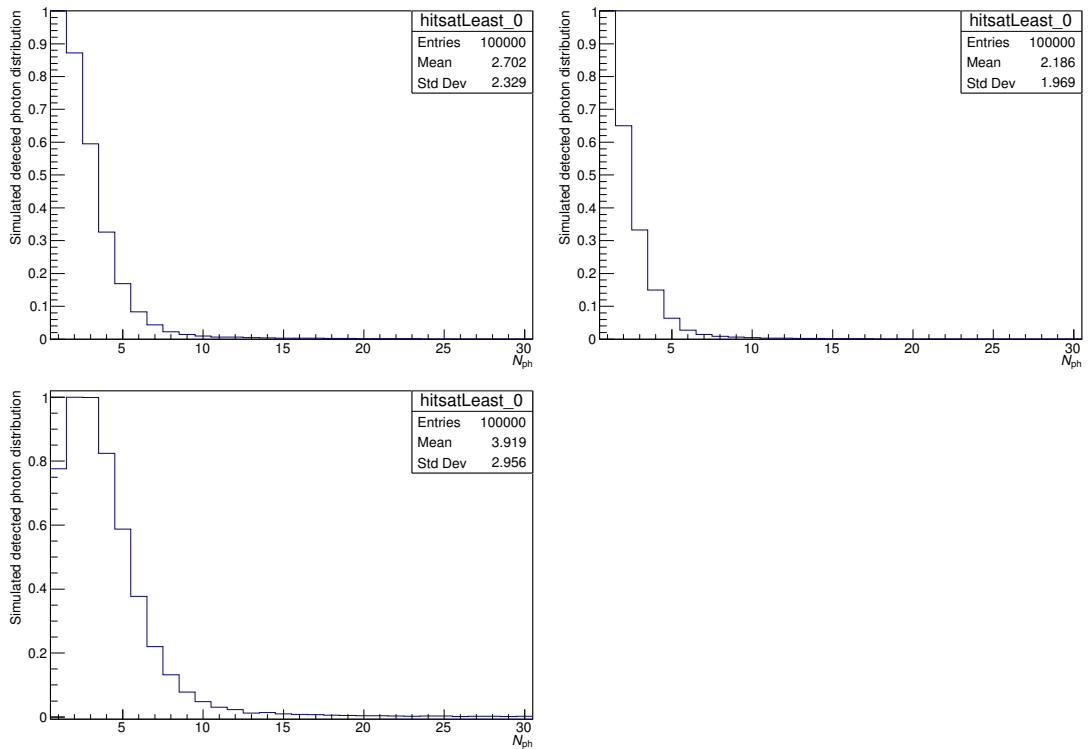 hitsatLeast_0
Entries 100000
Mean 2.702
Std Dev 2.329
Simulated detected photon distribution
1
0.9
0.8
0.7
0.6
0.5
0.4
0.3
0.2
0.1
0
5 10 15 20 25 30
Nph
hitsatLeast_0
Entries 100000
Mean 2.186
Std Dev 1.969
Simulated detected photon distribution
1
0.9
0.8
0.7
0.6
0.5
0.4
0.3
0.2
0.1
0
5 10 15 20 25 30
Nph
hitsatLeast_0
Entries 100000
Mean 3.919
Std Dev 2.956
Simulated detected photon distribution
1
0.8
0.6
0.4
0.2
0
5 10 15 20 25 30
Nph